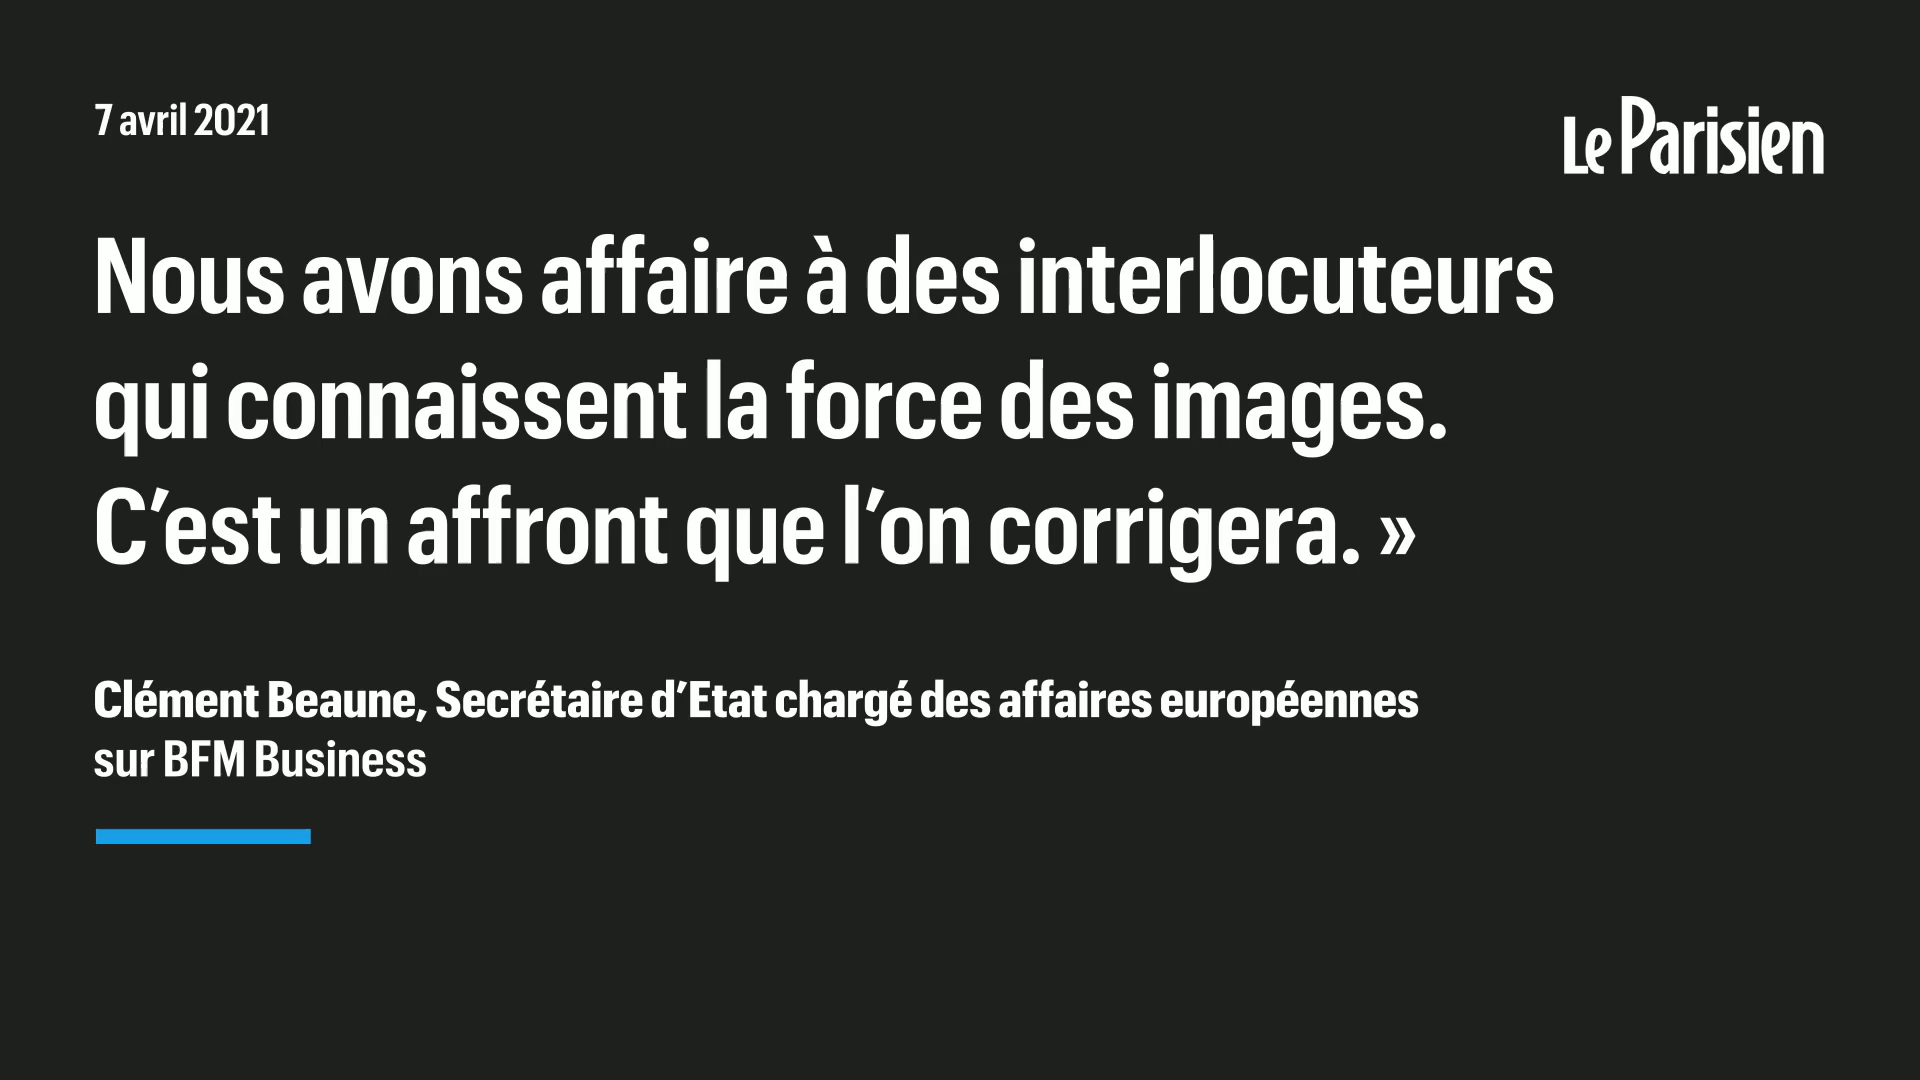 7 avril 2021
Le Parisien
Nous avons affaire à des interlocuteurs
qui connaissent la force des images.
C’est un affront que l’on corrigera. »
Clément Beaune, Secrétaire d’Etat chargé des affaires européennes
sur BFM Business